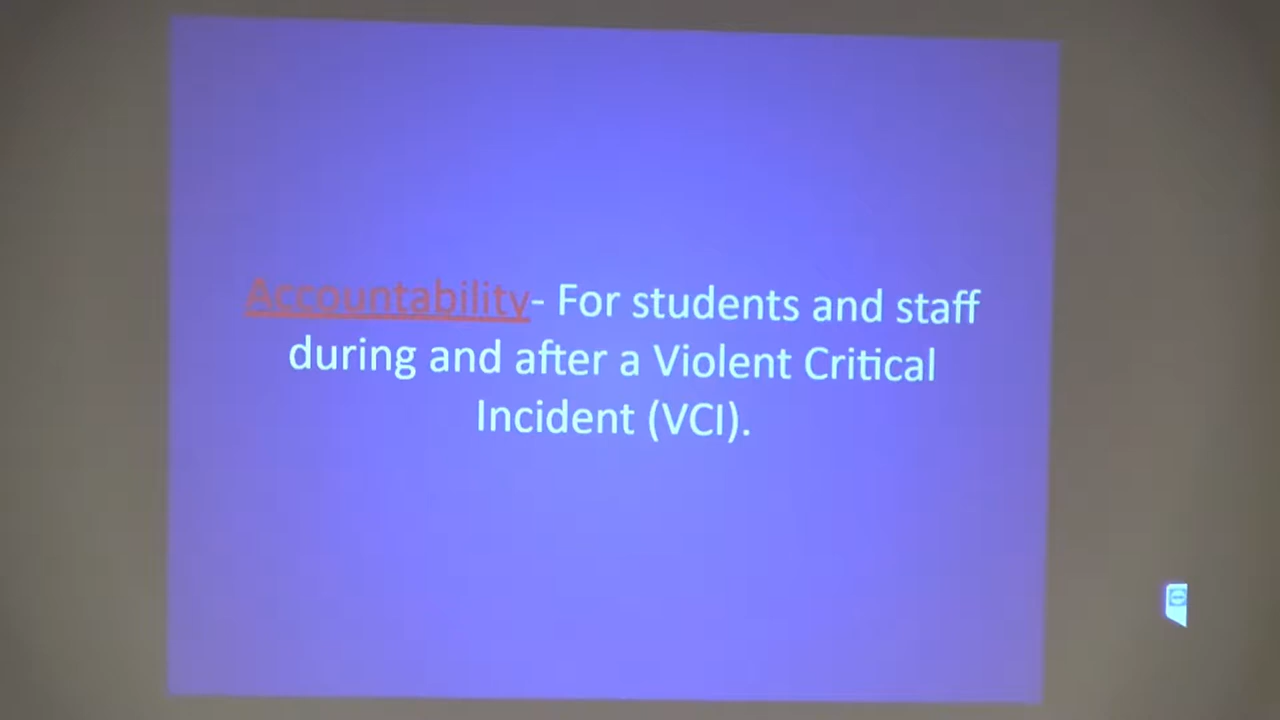 Accountability- For students and staff
during and after a Violent Critical
Incident (VCI).